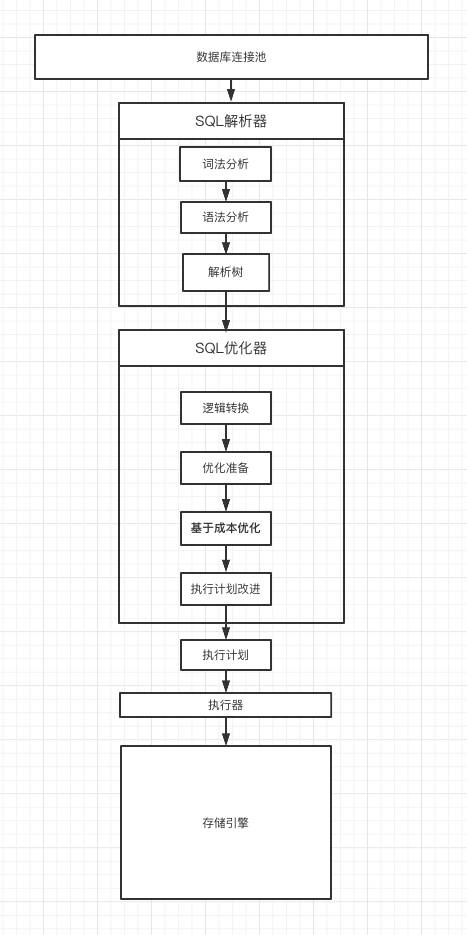 数据库连接池
SQL解析器
词法分析
语法分析
解析树
SQL优化器
逻辑转换
优化准备
基于成本优化
执行计划改进
执行计划
执行器
存储引擎